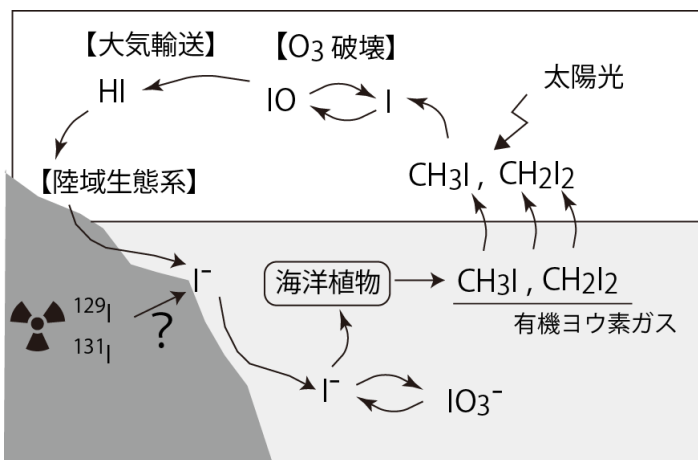 【大気輸送】
【O3 破壊】
HI
IO
I
太陽光
CH3I , CH2I2
【陸域生態系】
I-
海洋植物
CH3I , CH2I2
有機ヨウ素ガス
129I
131I
?
I-
IO3-